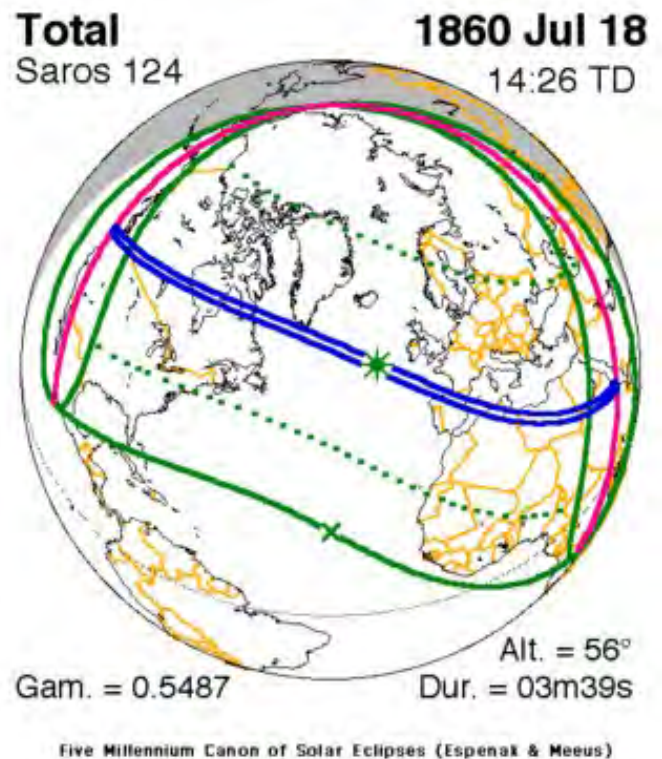 Total 1860 Jul 18
Saros 124 14:26 TD
Alt. = 56°
Gam. = 0.5487 Dur. = 03m39s
Five Millennium Canon of Solar Eclipses (Espenak & Meeus)